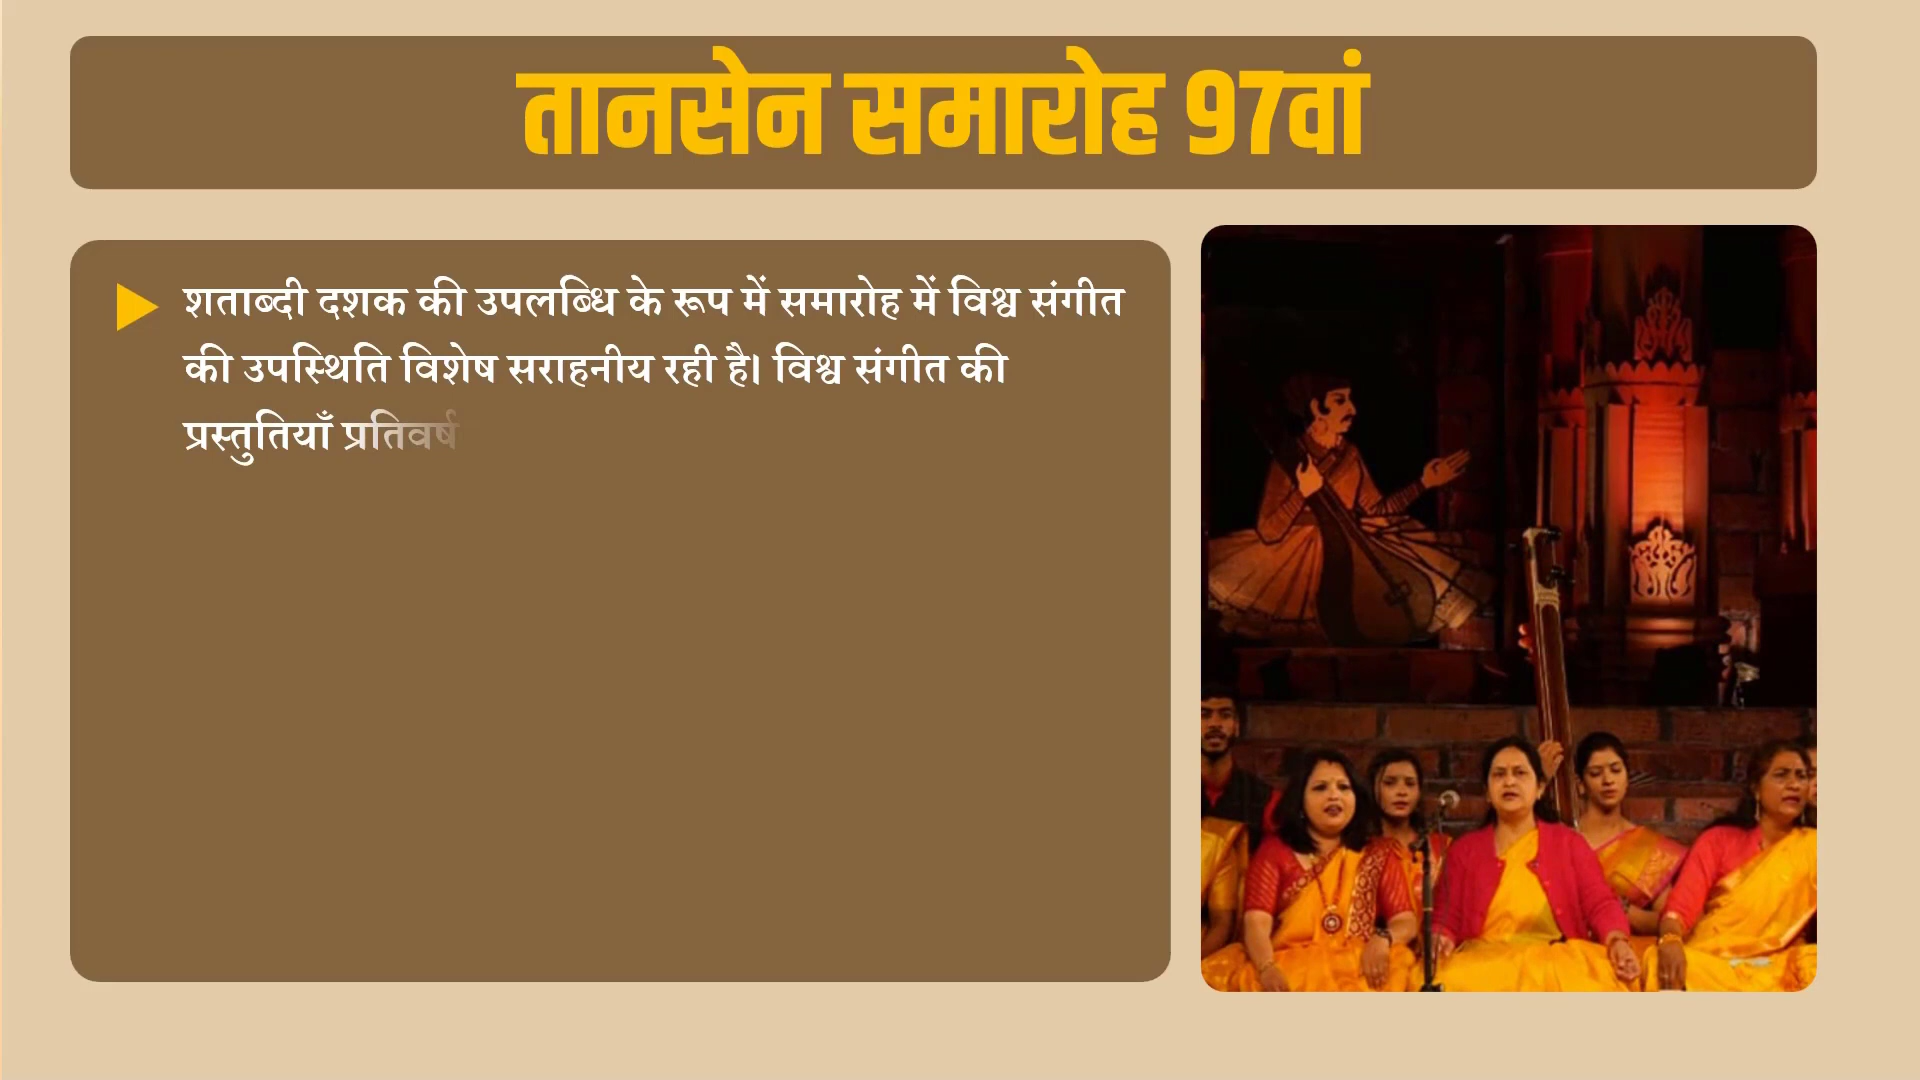 तानसेन समारोह 97वां
शताब्दी दशक की उपलब्धि के रूप में समारोह में विश्व संगीत
की उपस्थिति विशेष सराहनीय रही है। विश्व संगीत की
प्रस्तुतियाँ प्रतिवर्ष